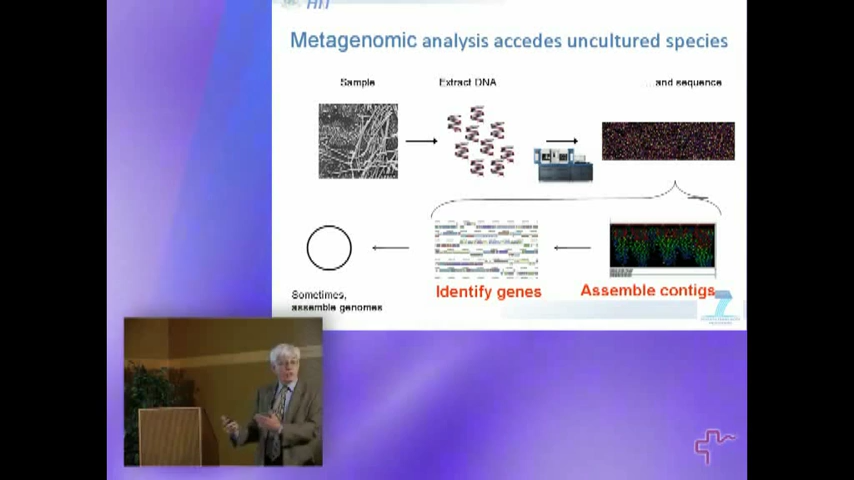 Metagenomic analysis accedes uncultured species
Sample
Extract DNA
...and sequence
Identify genes
Assemble contigs
Sometimes,
assemble genomes